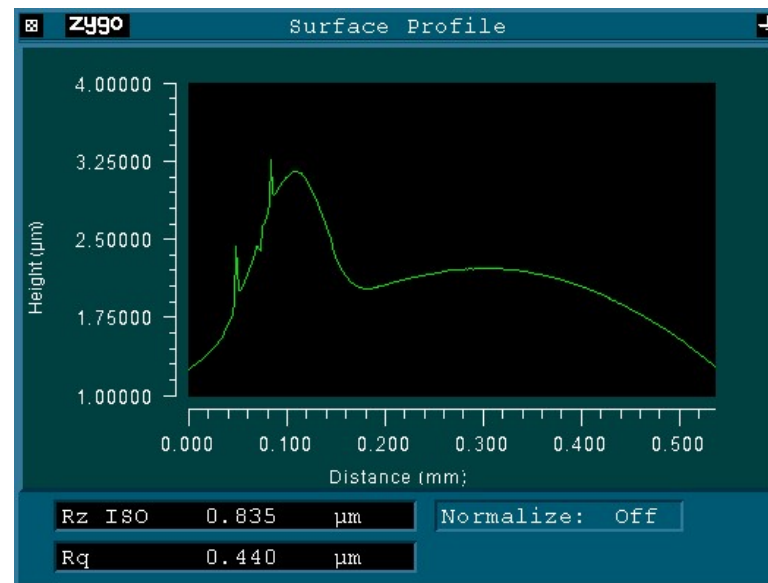 zygo Surface Profile
4.00000
3.25000
2.50000
1.75000
1.00000
Height (µm)
0.000 0.100 0.200 0.300 0.400 0.500
Distance (mm)
Rz ISO 0.835 µm Normalize: Off
Rq 0.440 µm